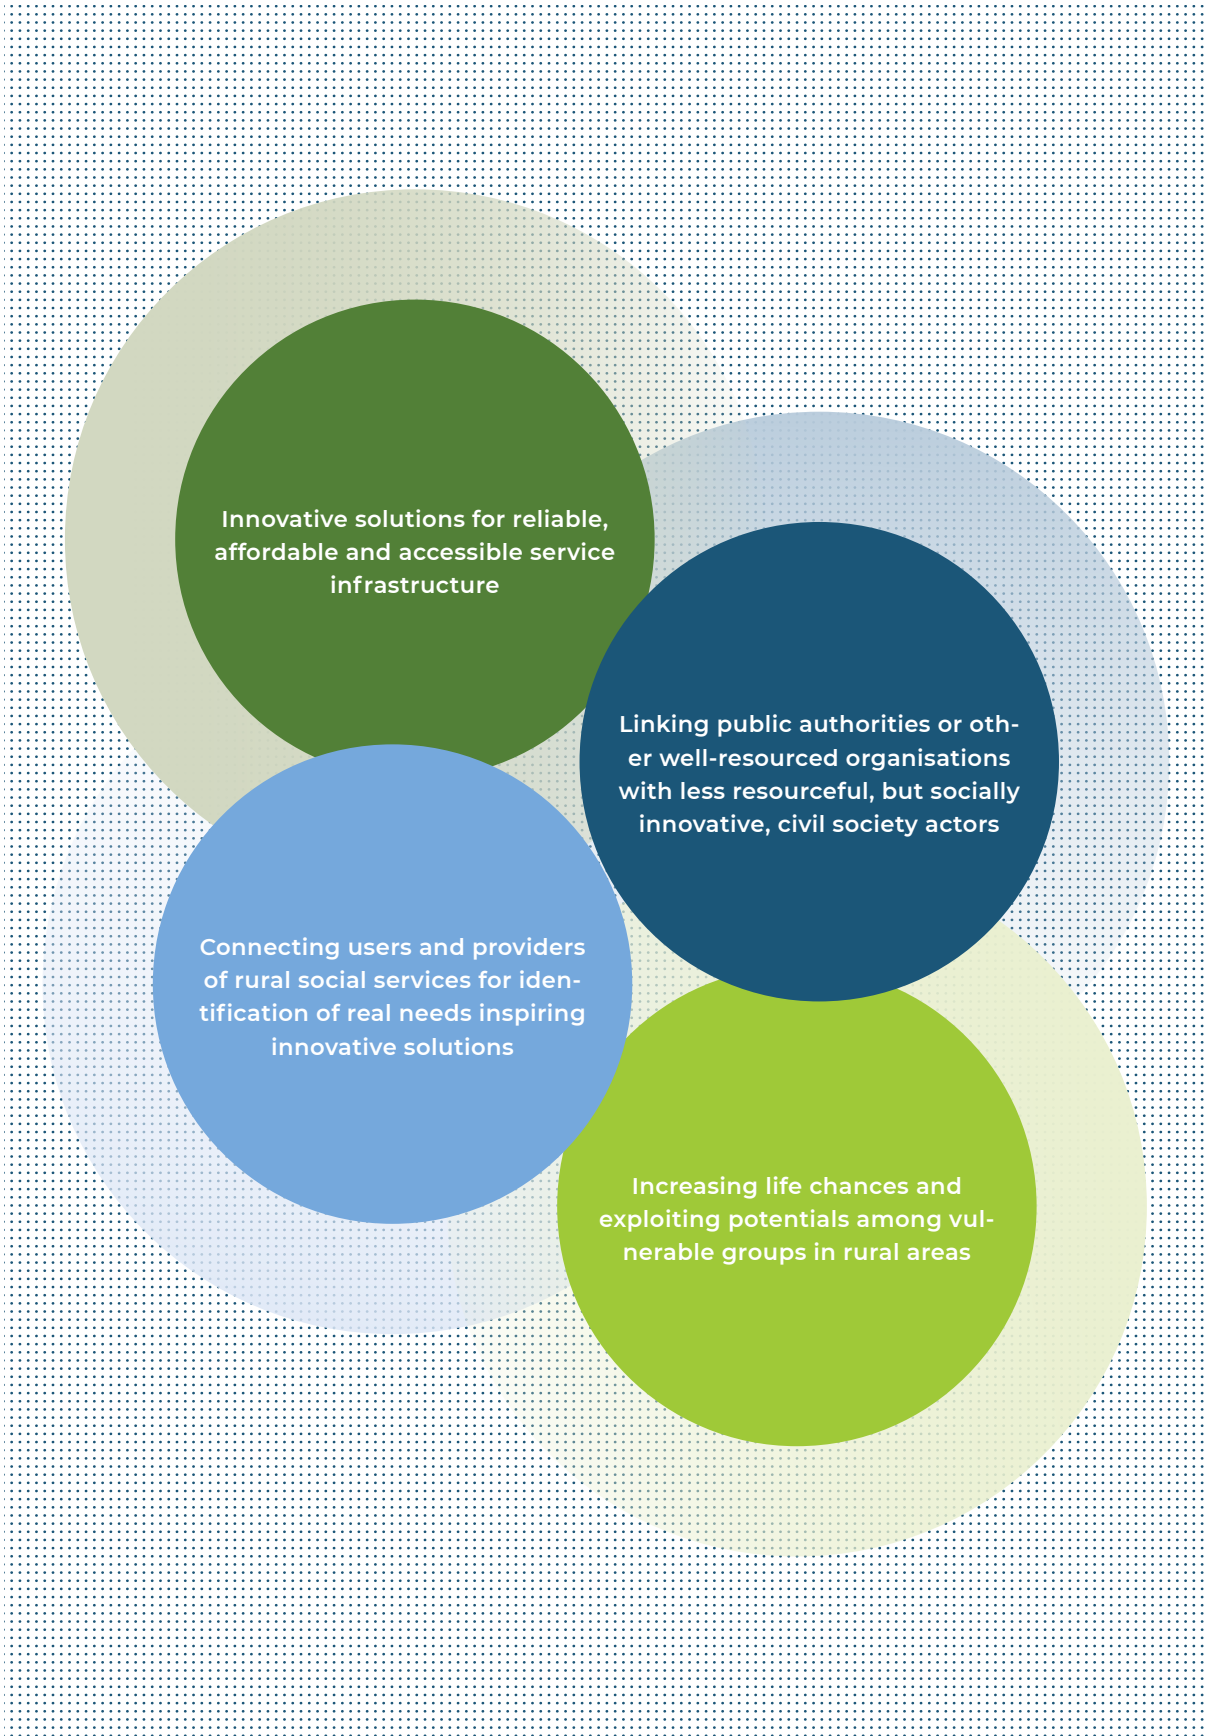 Innovative solutions for reliable,
affordable and accessible service
infrastructure
Linking public authorities or oth-
er well-resourced organisations
with less resourceful, but socially
innovative, civil society actors
Connecting users and providers
of rural social services for iden-
tification of real needs inspiring
innovative solutions
Increasing life chances and
exploiting potentials among vul-
nerable groups in rural areas